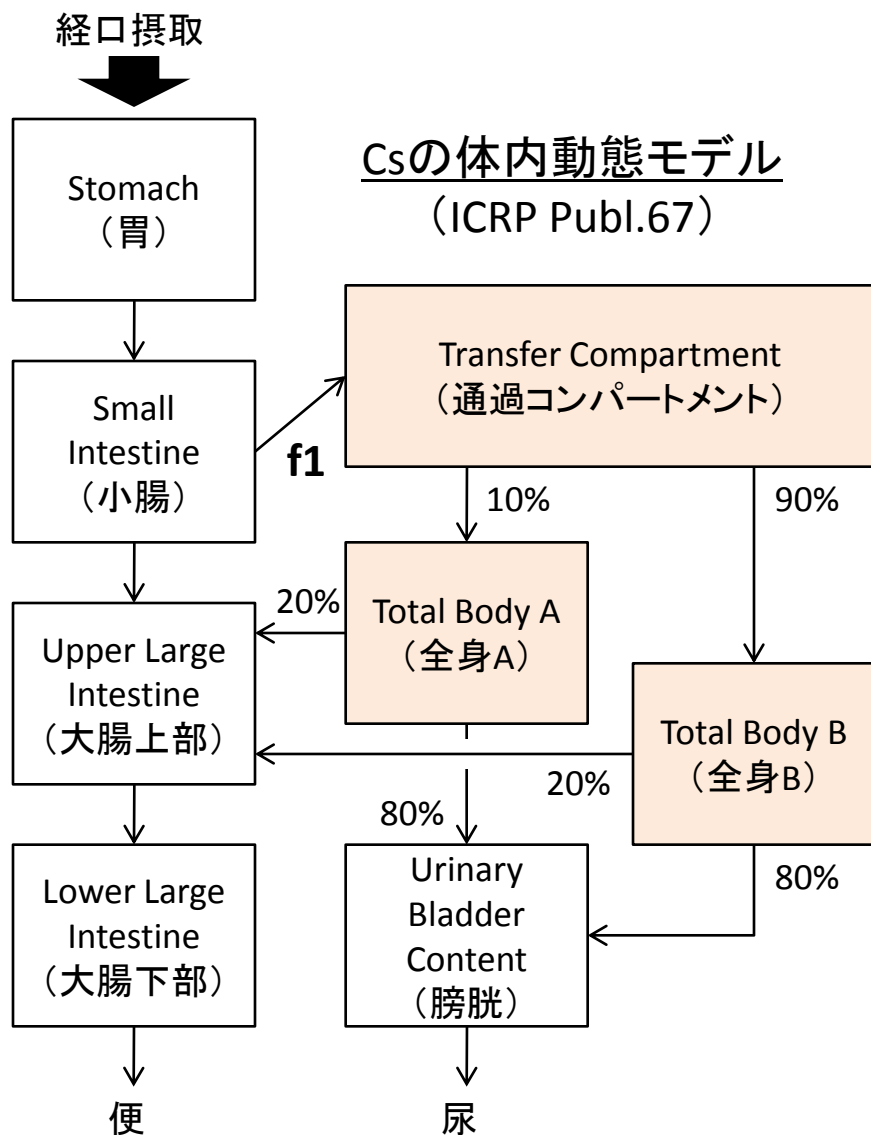 経口摂取
Csの体内動態モデル
（ICRP Publ.67）
Stomach
（胃）
Transfer Compartment
（通過コンパートメント）
Small
Intestine
（小腸）
f1
10%
90%
20%
Total Body A
（全身A）
Upper Large
Intestine
（大腸上部）
Total Body B
（全身B）
20%
80%
80%
Lower Large
Intestine
（大腸下部）
Urinary
Bladder
Content
（膀胱）
便
尿